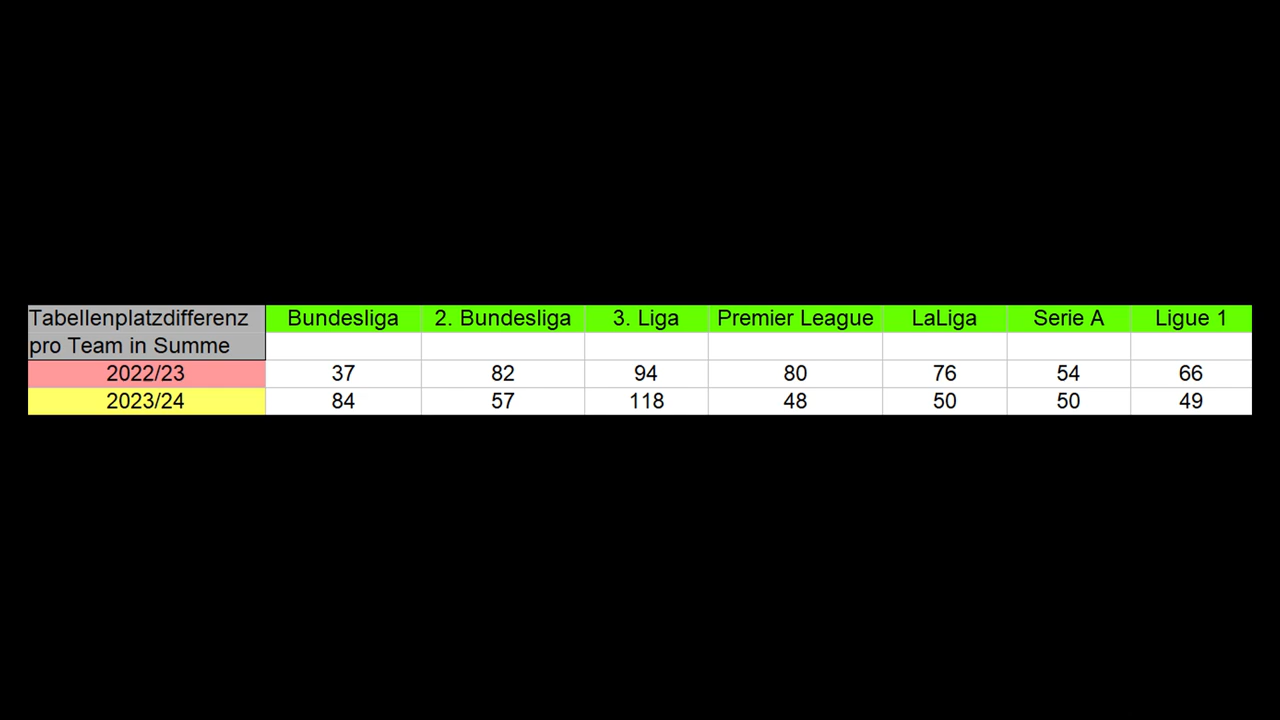 Tabellenplatzdifferenz Bundesliga 2. Bundesliga 3. Liga Premier League LaLiga Serie A Ligue 1
pro Team in Summe
2022/23 37 82 94 80 76 54 66
2023/24 84 57 118 48 50 50 49